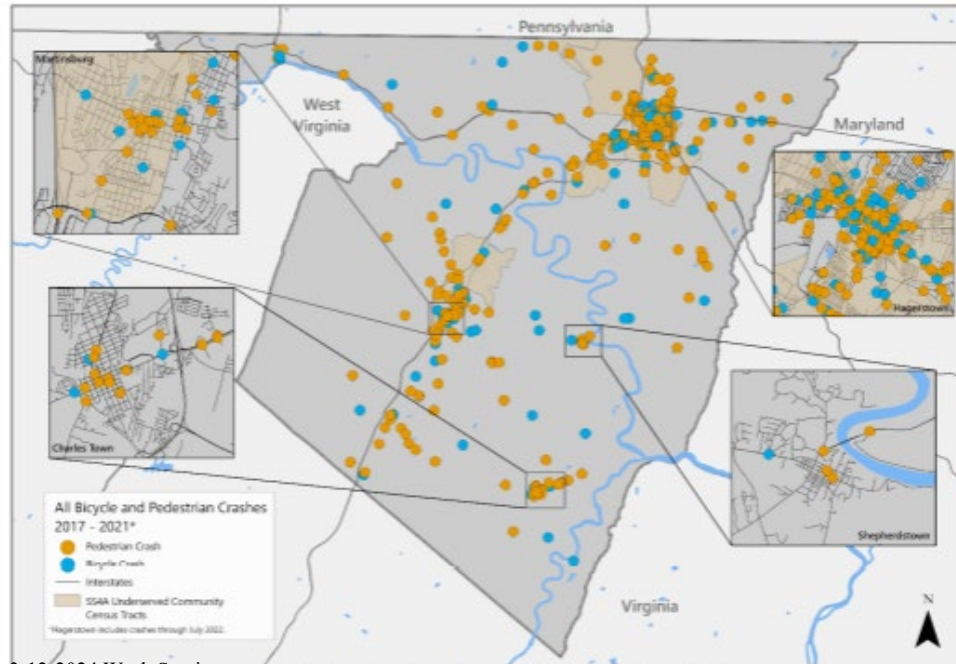 Pennsylvania
Martinsburg
West
Virginia
Maryland
Hagerstown
Charles Town
Shepherdstown
All Bicycle and Pedestrian Crashes
2017 - 2021*
Pedestrian Crash
Bicycle Crash
Interstates
SS4A Underserved Community
Census Tracts
*Hagerstown includes crashes through July 2022.
Virginia
N